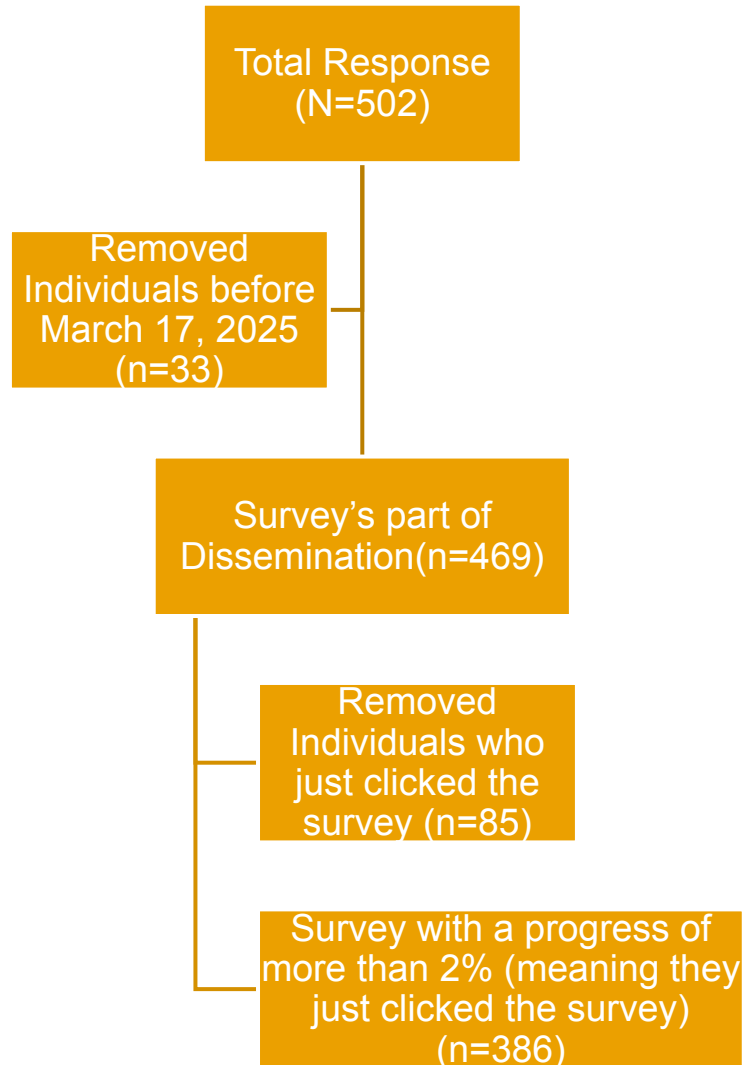 Total Response
(N=502)
Removed
Individuals before
March 17, 2025
(n=33)
Survey’s part of
Dissemination(n=469)
Removed
Individuals who
just clicked the
survey (n=85)
Survey with a progress of
more than 2% (meaning they
just clicked the survey)
(n=386)